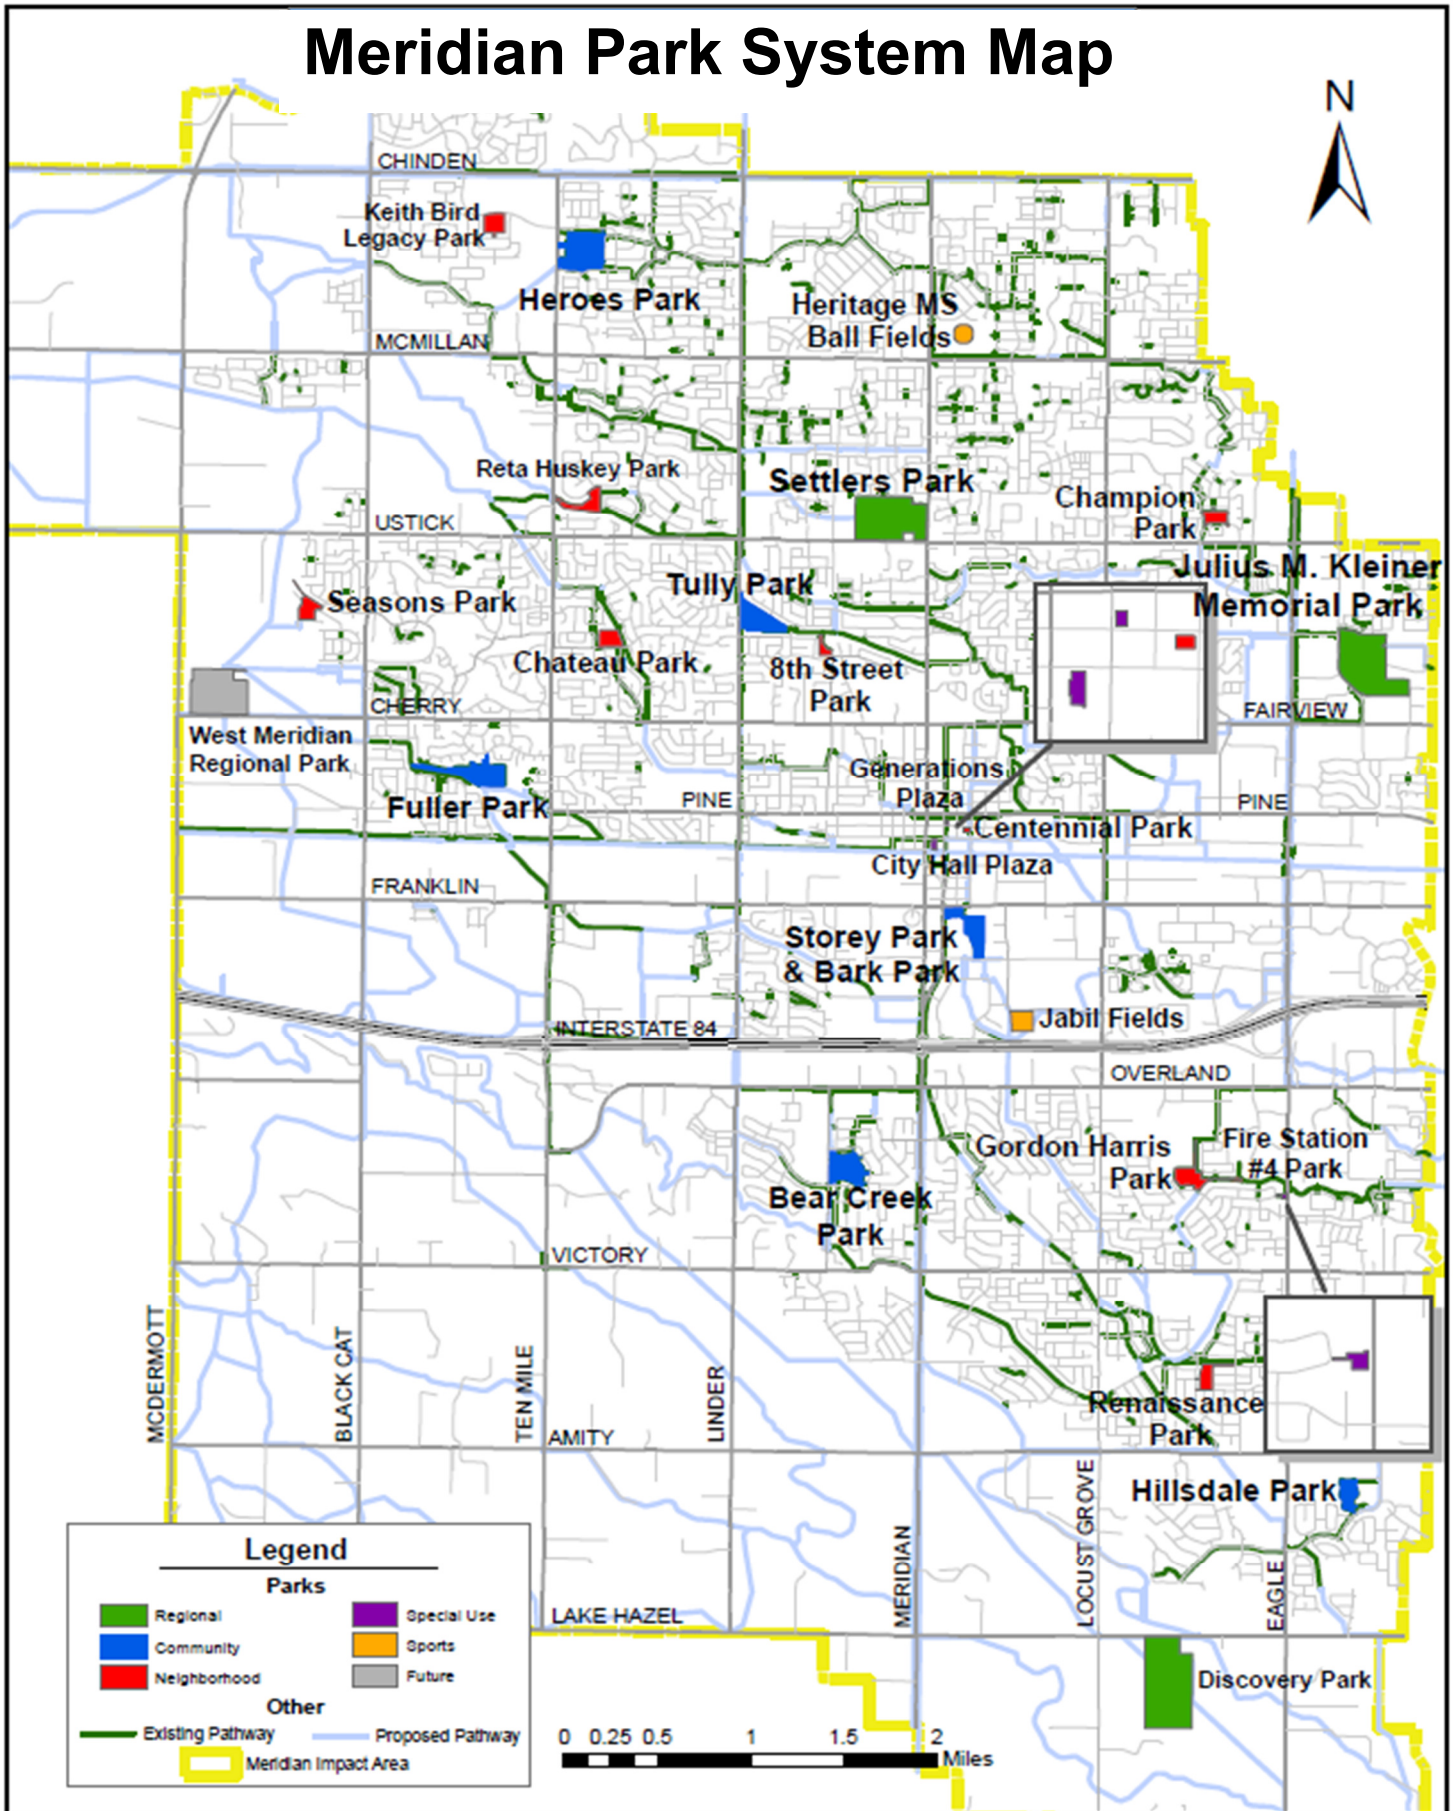 Meridian Park System Map
N
CHINDEN
Keith Bird
Legacy Park
Heroes Park
Heritage MS
Ball Fields
MCMILLAN
Reta Huskey Park
Settlers Park
Champion
Park
USTICK
Julius M. Kleiner
Memorial Park
Tully Park
Seasons Park
Chateau Park
8th Street
Park
CHERRY
FAIRVIEW
West Meridian
Regional Park
Generations
Plaza
Fuller Park
PINE
PINE
Centennial Park
City Hall Plaza
FRANKLIN
Storey Park
& Bark Park
Jabil Fields
INTERSTATE 84
OVERLAND
Gordon Harris
Park
Fire Station
#4 Park
Bear Creek
Park
VICTORY
MCDERMOTT
BLACK CAT
TEN MILE
LINDER
Renaissance
Park
AMITY
Hillsdale Park
MERIDIAN
LOCUST GROVE
EAGLE
LAKE HAZEL
Discovery Park
Legend
Parks
Regional
Special Use
Community
Sports
Neighborhood
Future
Other
Existing Pathway
Proposed Pathway
Meridian Impact Area
0 0.25 0.5 1 1.5 2
Miles